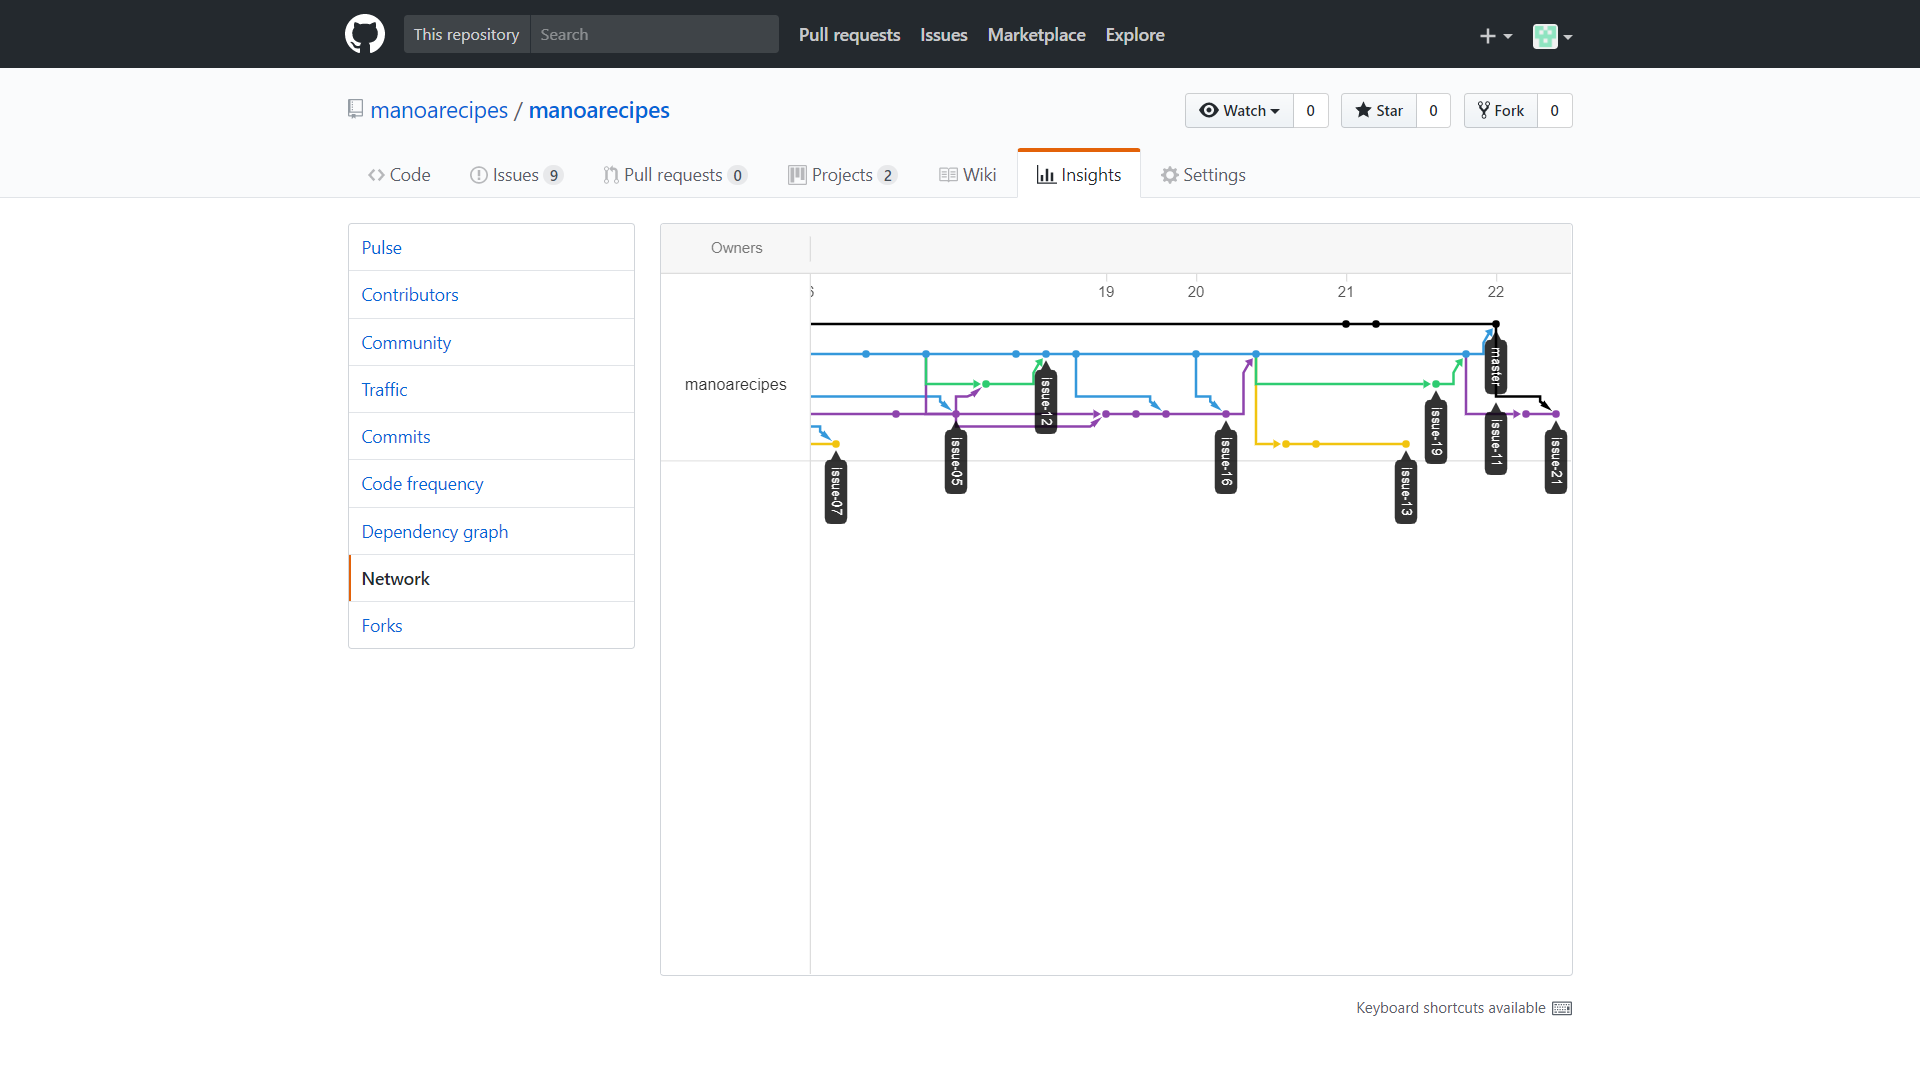 This repository Search Pull requests Issues Marketplace Explore
manoarecipes / manoarecipes Watch 0 Star 0 Fork 0
Code Issues 9 Pull requests 0 Projects 2 Wiki Insights Settings
Pulse
Contributors
Community
Traffic
Commits
Code frequency
Dependency graph
Network
Forks
Owners
19 20 21 22
manoarecipes
master
issue-12
issue-19
issue-11
issue-05
issue-16
issue-21
issue-07
issue-13
Keyboard shortcuts available